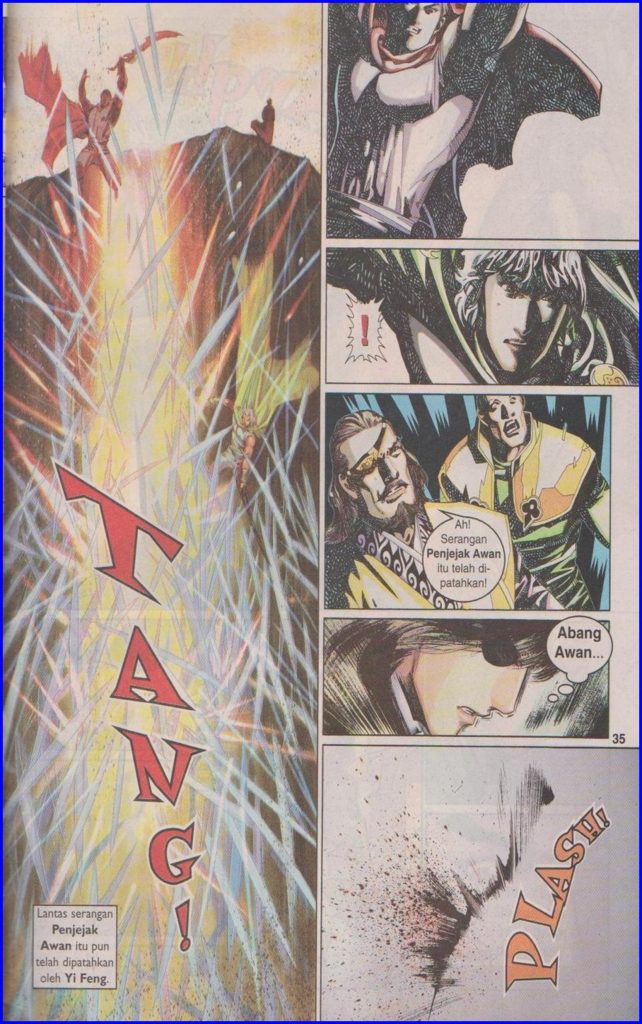 TANG!
Lantas serangan
Penjejak
Awan itu pun
telah dipatahkan
oleh Yi Feng.
!
Ah!
Serangan
Penjejak Awan
itu telah di-
patahkan!
Abang
Awan...
35
PLASH!